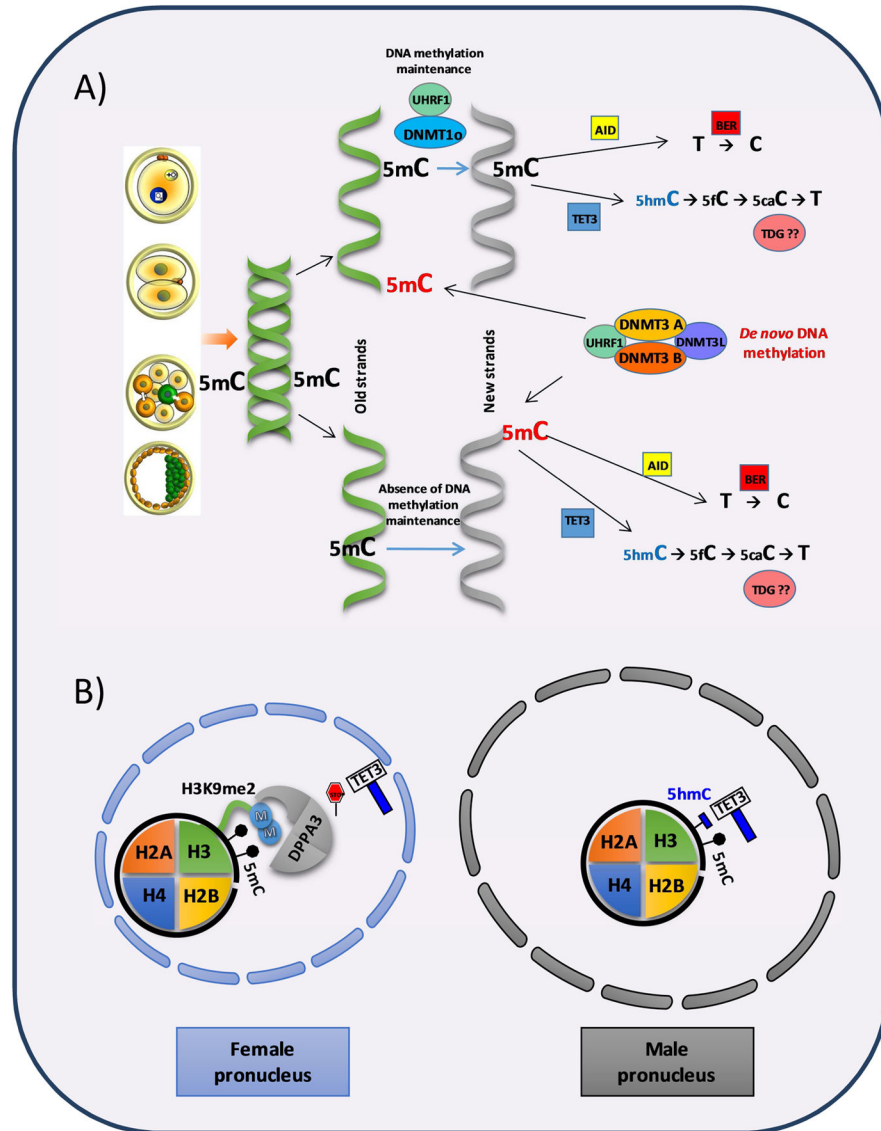 A)
DNA methylation
maintenance
UHRF1
DNMT1o
5mC
5mC
AID
BER
T → C
TET3
5hmC → 5fC → 5caC → T
TDG ??
5mC
5mC
5mC
Old strands
New strands
UHRF1
DNMT3 A
DNMT3 B
DNMT3L
De novo DNA
methylation
5mC
Absence of DNA
methylation
maintenance
5mC
AID
BER
T → C
TET3
5hmC → 5fC → 5caC → T
TDG ??
B)
H3K9me2
M
M
DPPA3
TET3
H2A
H3
H4
H2B
5mC
5hmC
TET3
H2A
H3
H4
H2B
5mC
Female
pronucleus
Male
pronucleus